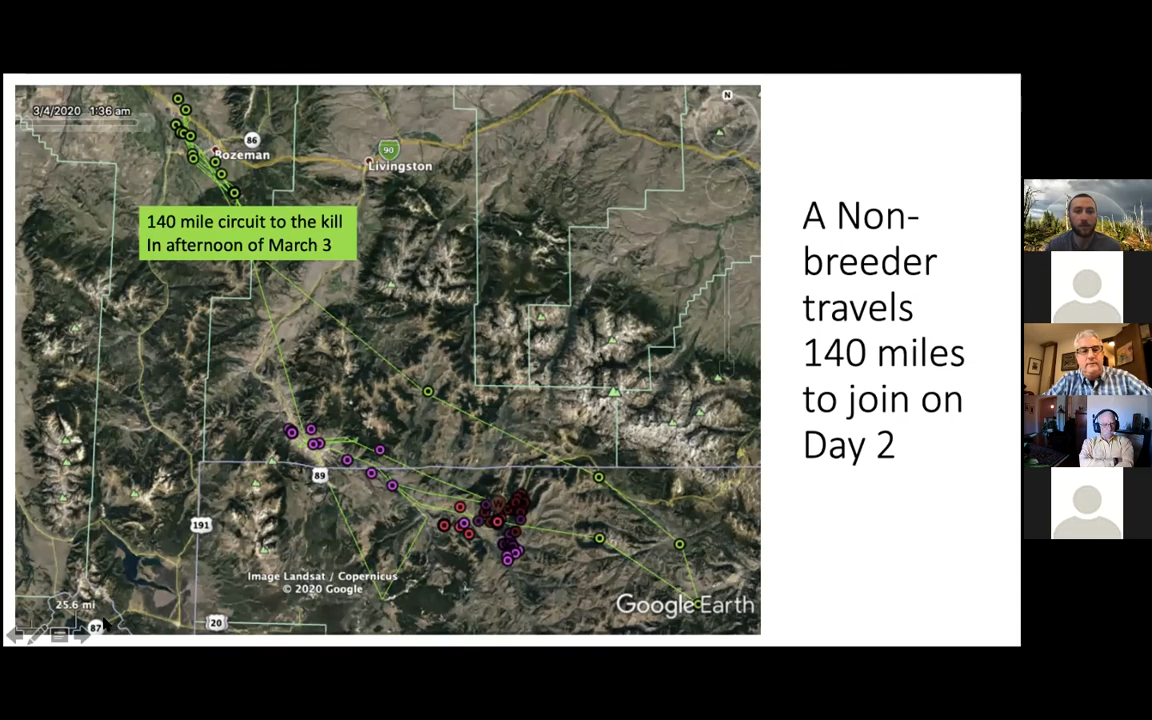 3/4/2020 1:36 am
N
86
Bozeman
90
Livingston
140 mile circuit to the kill
In afternoon of March 3
89
191
Image Landsat / Copernicus
© 2020 Google
Google Earth
25.6 mi
87
20
A Non-
breeder
travels
140 miles
to join on
Day 2